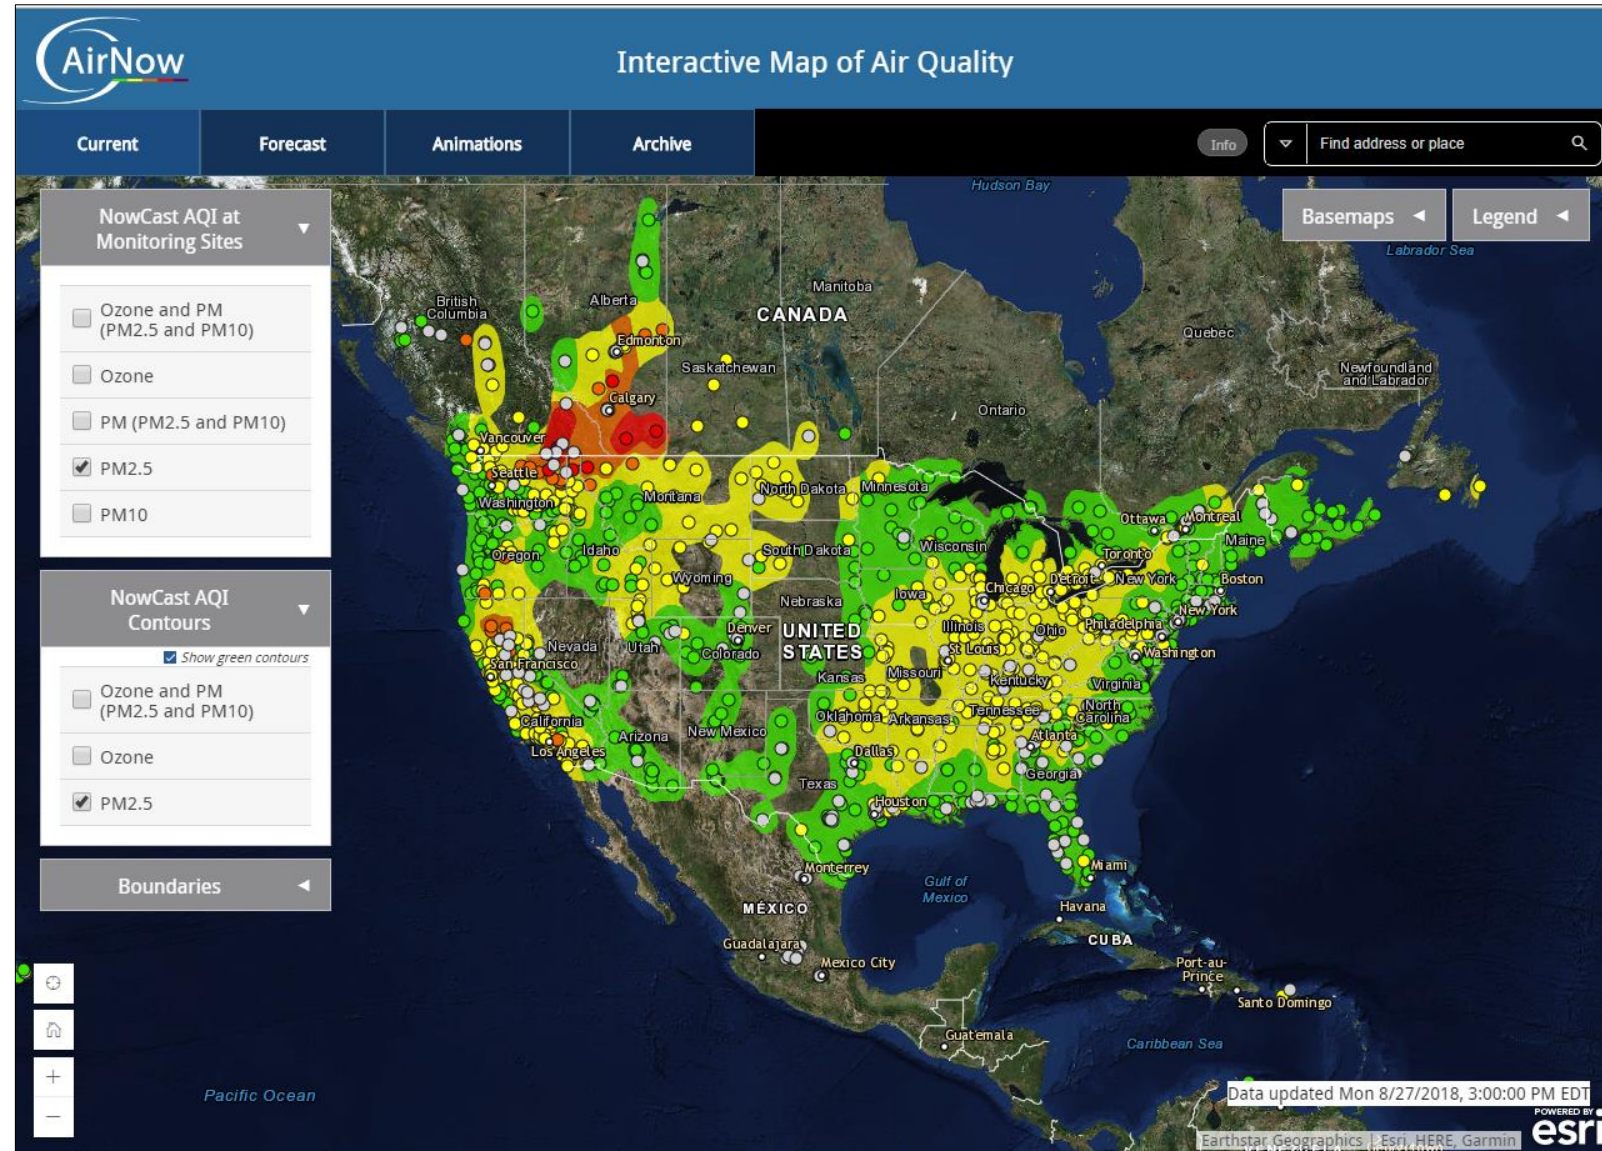 AirNow
Interactive Map of Air Quality
Current
Forecast
Animations
Archive
Info
Find address or place
NowCast AQI at
Monitoring Sites
Ozone and PM
(PM2.5 and PM10)
Ozone
PM (PM2.5 and PM10)
PM2.5
PM10
NowCast AQI
Contours
Show green contours
Ozone and PM
(PM2.5 and PM10)
Ozone
PM2.5
Boundaries
Basemaps
Legend
Hudson Bay
Labrador Sea
British
Columbia
Alberta
Manitoba
CANADA
Edmonton
Saskatchewan
Quebec
Newfoundland
and Labrador
Calgary
Ontario
Vancouver
Seattle
Washington
Montana
North Dakota
Minnesota
Ottawa
Montreal
Maine
Oregon
Idaho
South Dakota
Wisconsin
Toronto
Wyoming
Nebraska
Iowa
Chicago
Detroit
New York
Boston
New York
Nevada
Utah
Denver
Colorado
UNITED
STATES
Illinois
Ohio
Philadelphia
Washington
San Francisco
Kansas
Missouri
St Louis
Kentucky
Virginia
California
Los Angeles
Arizona
New Mexico
Oklahoma
Arkansas
Tennessee
North
Carolina
Atlanta
Dallas
Georgia
Texas
Houston
Monterrey
Gulf of
Mexico
Miami
MÉXICO
Havana
CUBA
Guadalajara
Mexico City
Port-au-
Prince
Santo Domingo
Guatemala
Caribbean Sea
Pacific Ocean
Data updated Mon 8/27/2018, 3:00:00 PM EDT
POWERED BY
esri
Earthstar Geographics | Esri, HERE, Garmin